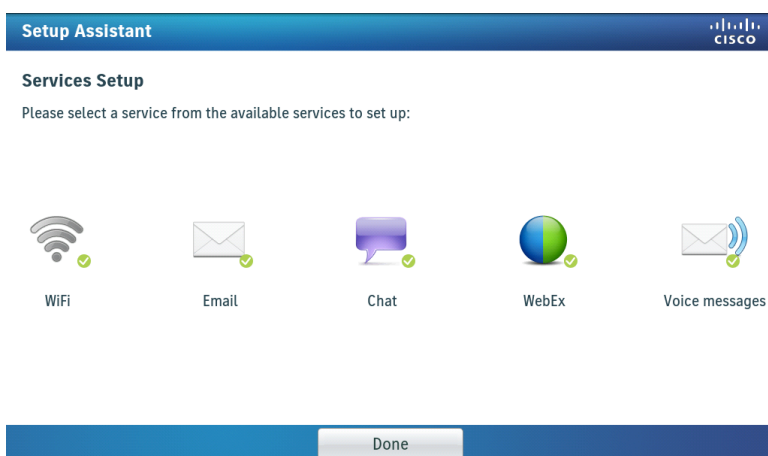 Setup Assistant
CISCO
Services Setup
Please select a service from the available services to set up:
WiFi
Email
Chat
WebEx
Voice messages
Done